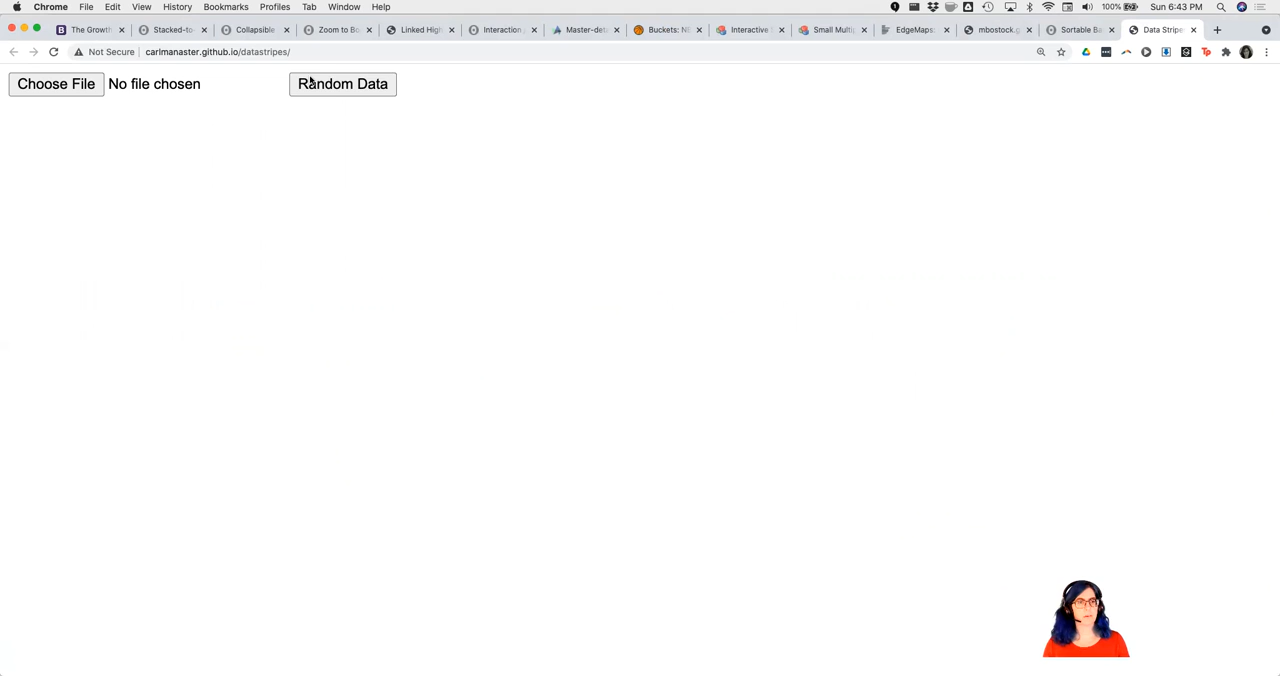 Chrome File Edit View History Bookmarks Profiles Tab Window Help 100% Sun 6:43 PM
The Growth Stacked-to- Collapsible Zoom to Bo Linked High Interaction Master-det Buckets: N Interactive Small Multi EdgeMaps: mbostock.g Sortable Ba Data Stripe
Not Secure carlmanaster.github.io/datastripes/
Choose File No file chosen Random Data